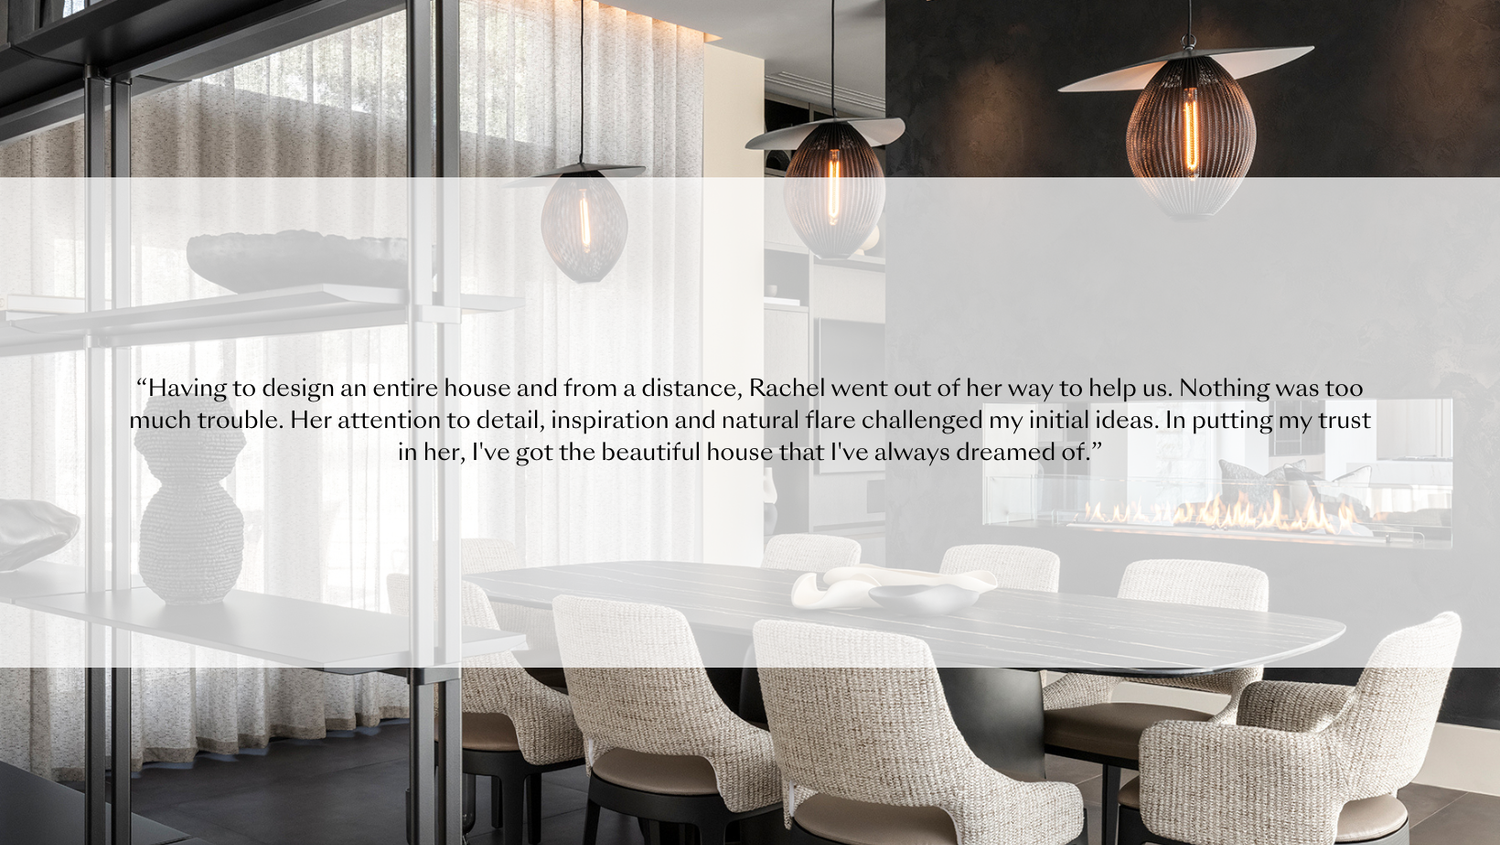 “Having to design an entire house and from a distance, Rachel went out of her way to help us. Nothing was too
much trouble. Her attention to detail, inspiration and natural flare challenged my initial ideas. In putting my trust
in her, I've got the beautiful house that I've always dreamed of.”